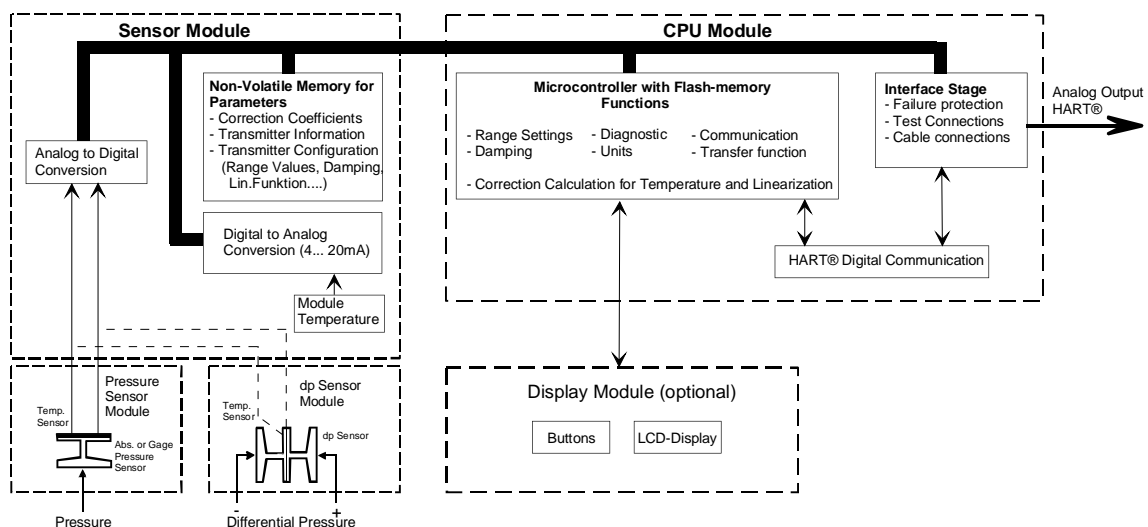 Sensor Module
Non-Volatile Memory for
Parameters
- Correction Coefficients
- Transmitter Information
- Transmitter Configuration
(Range Values, Damping,
Lin.Funktion....)
Analog to Digital
Conversion
Digital to Analog
Conversion (4... 20mA)
Module
Temperature
CPU Module
Microcontroller with Flash-memory
Functions
- Range Settings
- Damping
- Diagnostic
- Units
- Communication
- Transfer function
- Correction Calculation for Temperature and Linearization
Interface Stage
- Failure protection
- Test Connections
- Cable connections
Analog Output
HART®
HART® Digital Communication
Pressure
Sensor
Module
Temp.
Sensor
Abs. or Gage
Pressure
Sensor
Pressure
dp Sensor
Module
Temp.
Sensor
dp Sensor
-
+
Differential Pressure
Display Module (optional)
Buttons
LCD-Display